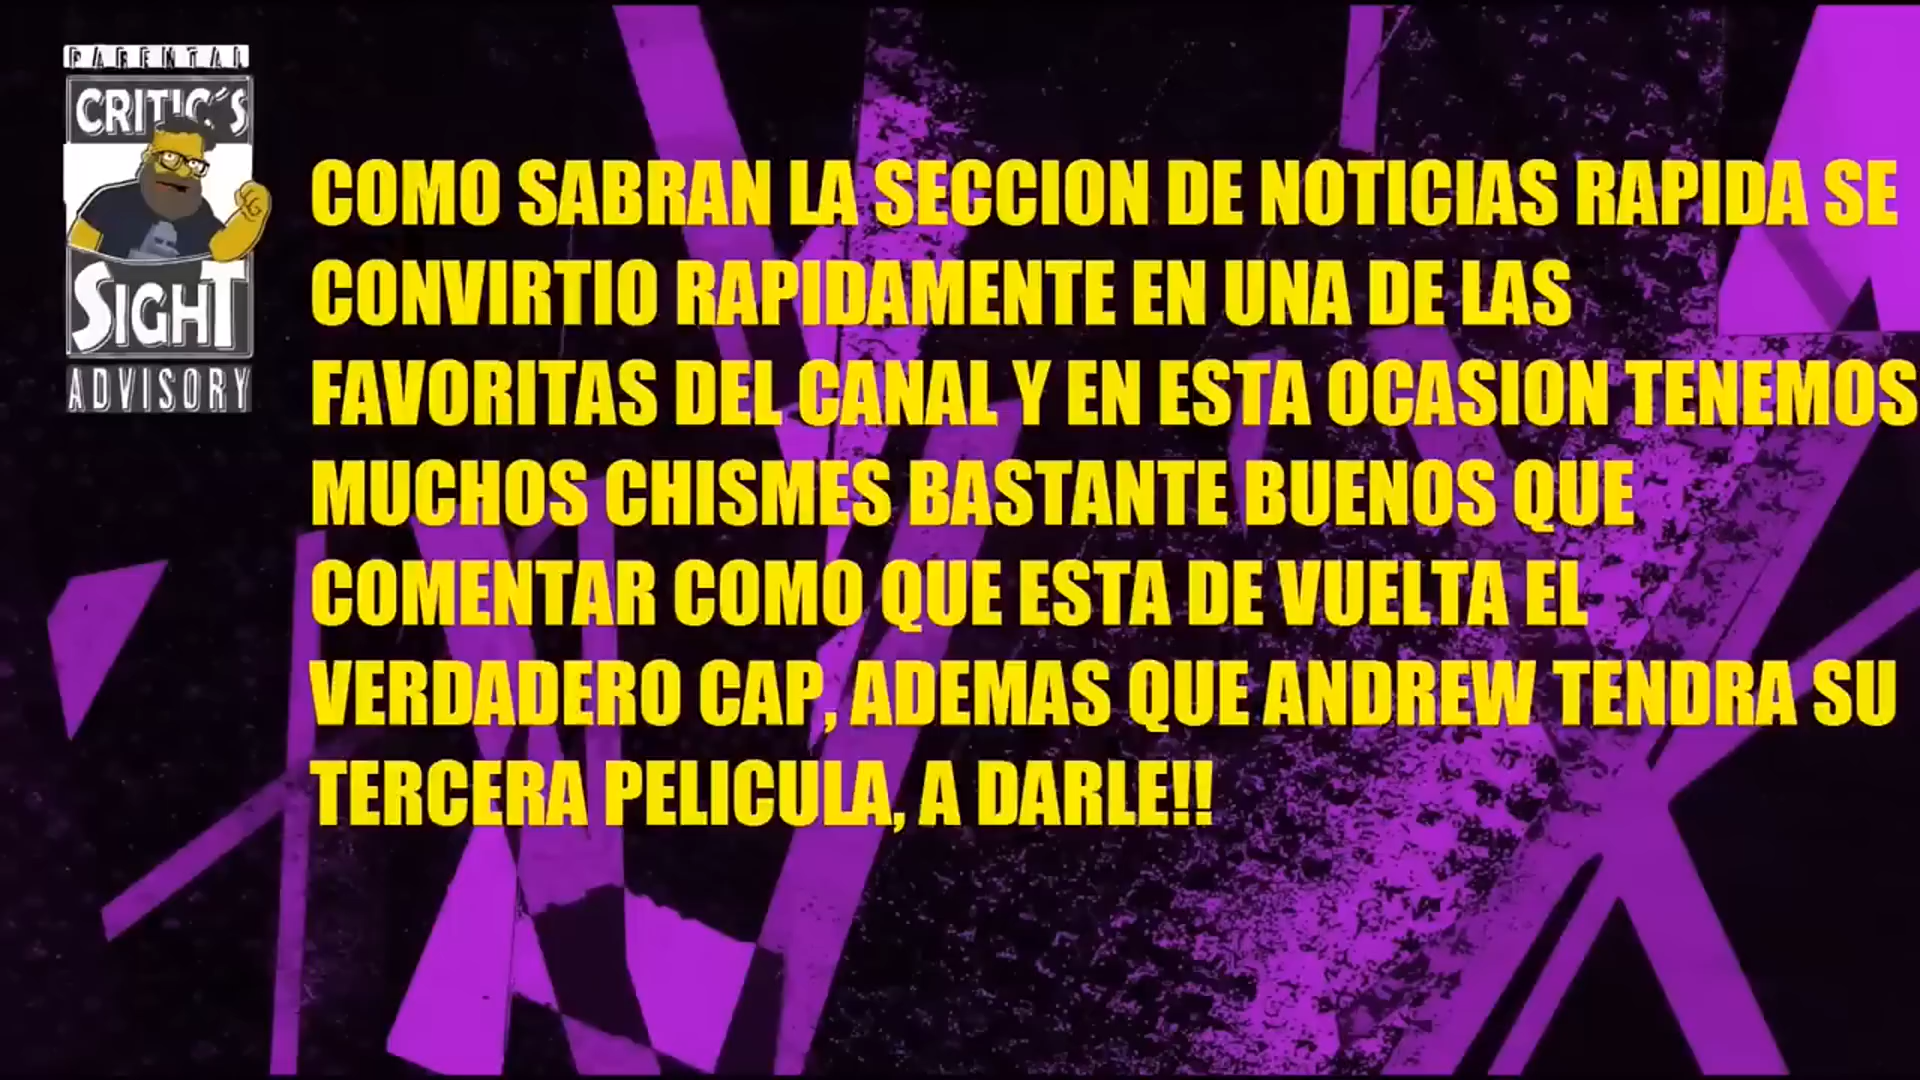 PARENTAL
CRITIC´S
SIGHT
ADVISORY
COMO SABRAN LA SECCION DE NOTICIAS RAPIDA SE
CONVIRTIO RAPIDAMENTE EN UNA DE LAS
FAVORITAS DEL CANAL Y EN ESTA OCASION TENEMOS
MUCHOS CHISMES BASTANTE BUENOS QUE
COMENTAR COMO QUE ESTA DE VUELTA EL
VERDADERO CAP, ADEMAS QUE ANDREW TENDRA SU
TERCERA PELICULA, A DARLE!!